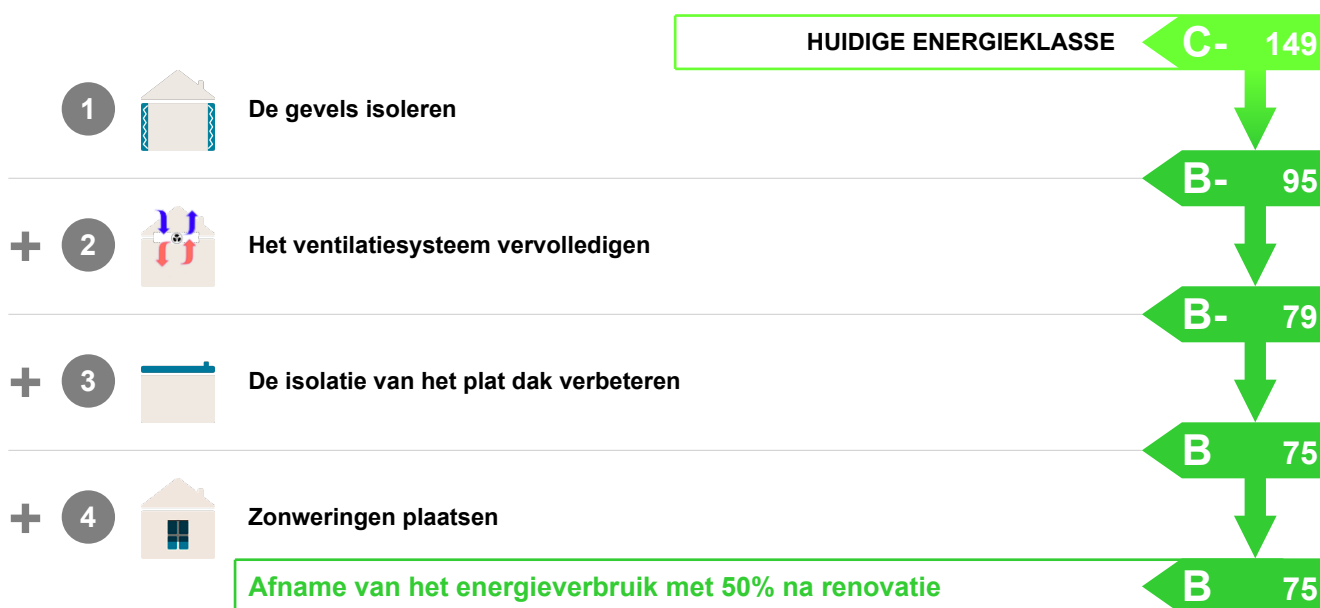 HUIDIGE ENERGIEKLASSE C- 149
1 De gevels isoleren
B- 95
+ 2 Het ventilatiesysteem vervolledigen
B- 79
+ 3 De isolatie van het plat dak verbeteren
B 75
+ 4 Zonweringen plaatsen
Afname van het energieverbruik met 50% na renovatie B 75